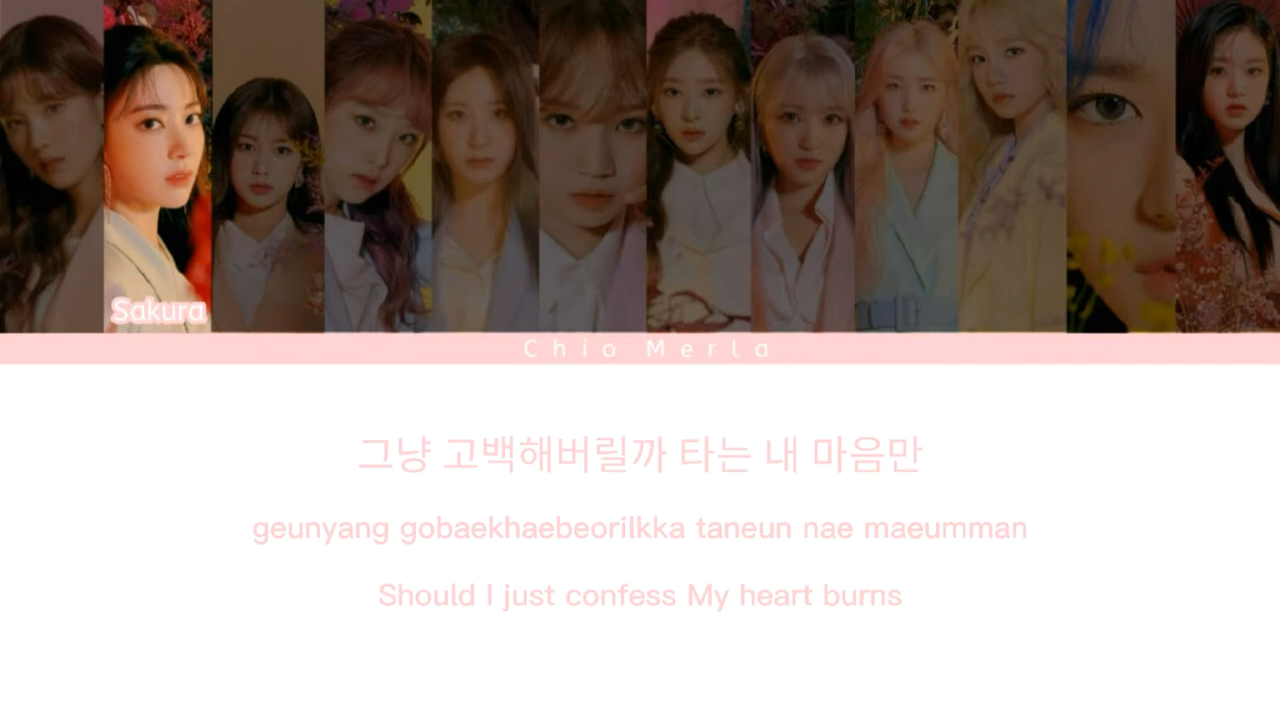 Sakura
Chio Merla
그냥 고백해버릴까 타는 내 마음만
geunyang gobaekhaebeorilkka taneun nae maeumman
Should I just confess My heart burns